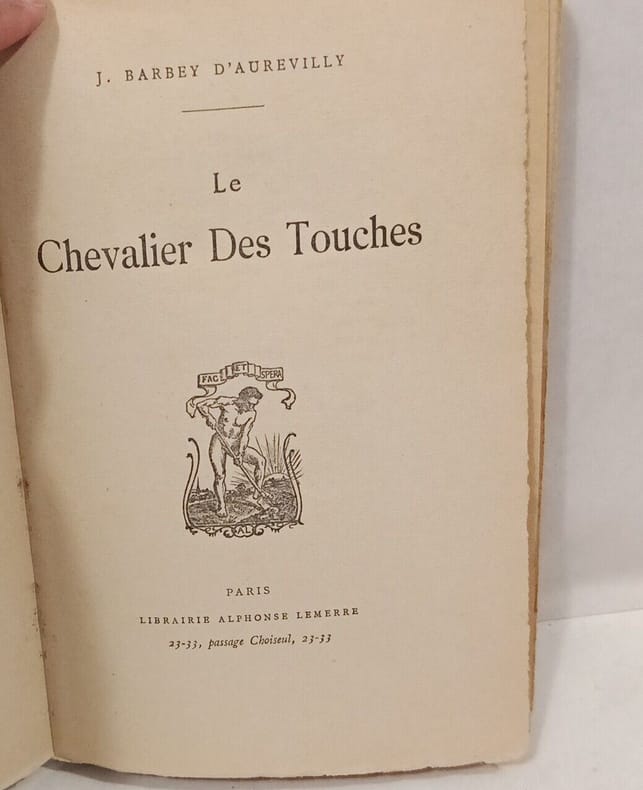 J. BARBEY D'AUREVILLY
Le
Chevalier Des Touches
FAC ET SPERA
AL
PARIS
LIBRAIRIE ALPHONSE LEMERRE
23-33, passage Choiseul, 23-33